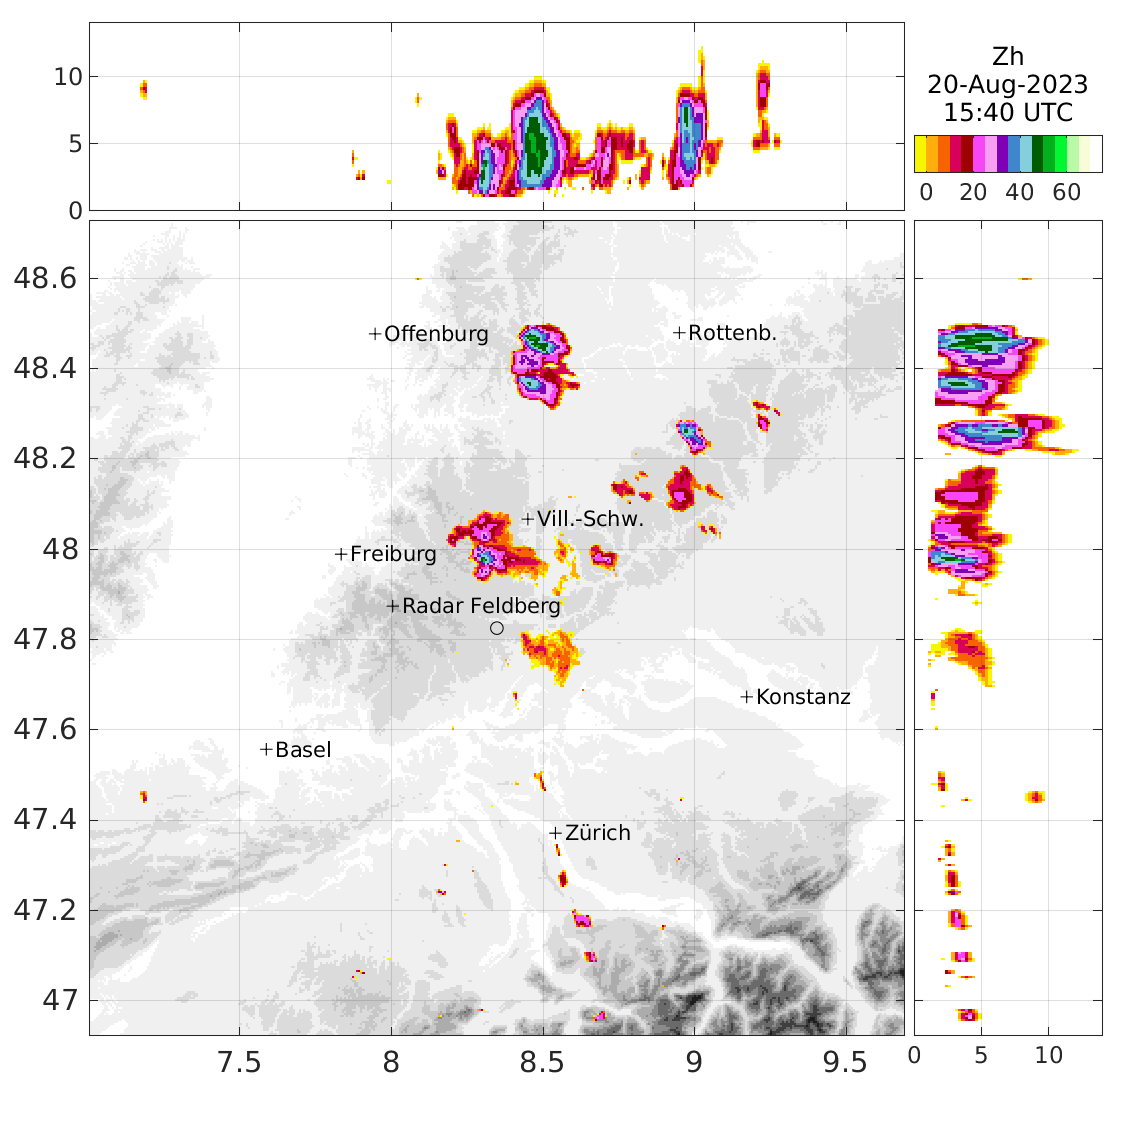 10
5
0
Zh
20-Aug-2023
15:40 UTC
0 20 40 60
48.6
48.4
48.2
48
47.8
47.6
47.4
47.2
47
+Offenburg
+Rottenb.
+Vill.-Schw.
+Freiburg
+Radar Feldberg
+Konstanz
+Basel
+Zürich
7.5 8 8.5 9 9.5
0 5 10